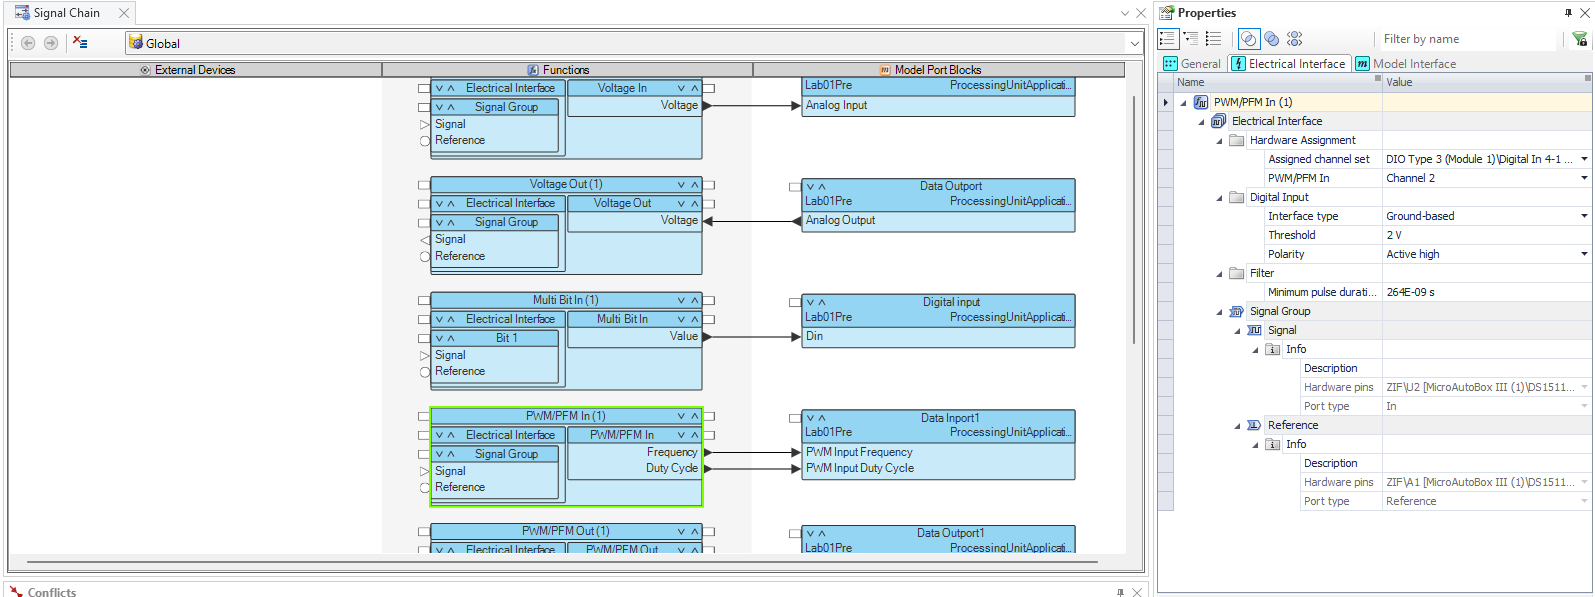 Signal Chain
Global
External Devices
Functions
Model Port Blocks
Electrical Interface
Voltage In
Signal Group
Voltage
Signal
Reference
Lab01Pre
ProcessingUnitApplicati...
Analog Input
Voltage Out (1)
Electrical Interface
Voltage Out
Signal Group
Voltage
Signal
Reference
Data Outport
Lab01Pre
ProcessingUnitApplicati...
Analog Output
Multi Bit In (1)
Electrical Interface
Multi Bit In
Bit 1
Value
Signal
Reference
Digital input
Lab01Pre
ProcessingUnitApplicati...
Din
PWM/PFM In (1)
Electrical Interface
PWM/PFM In
Signal Group
Frequency
Signal
Duty Cycle
Reference
Data Inport1
Lab01Pre
ProcessingUnitApplicati...
PWM Input Frequency
PWM Input Duty Cycle
PWM/PFM Out (1)
Electrical Interface
PWM/PFM Out
Data Outport1
Lab01Pre
ProcessingUnitApplicati...
Conflicts
Properties
Filter by name
General
Electrical Interface
Model Interface
Name Value
PWM/PFM In (1)
Electrical Interface
Hardware Assignment
Assigned channel set DIO Type 3 (Module 1)\Digital In 4-1 ...
PWM/PFM In Channel 2
Digital Input
Interface type Ground-based
Threshold 2 V
Polarity Active high
Filter
Minimum pulse durati... 264E-09 s
Signal Group
Signal
Info
Description
Hardware pins ZIF\U2 [MicroAutoBox III (1)\DS1511...
Port type In
Reference
Info
Description
Hardware pins ZIF\A1 [MicroAutoBox III (1)\DS1511...
Port type Reference